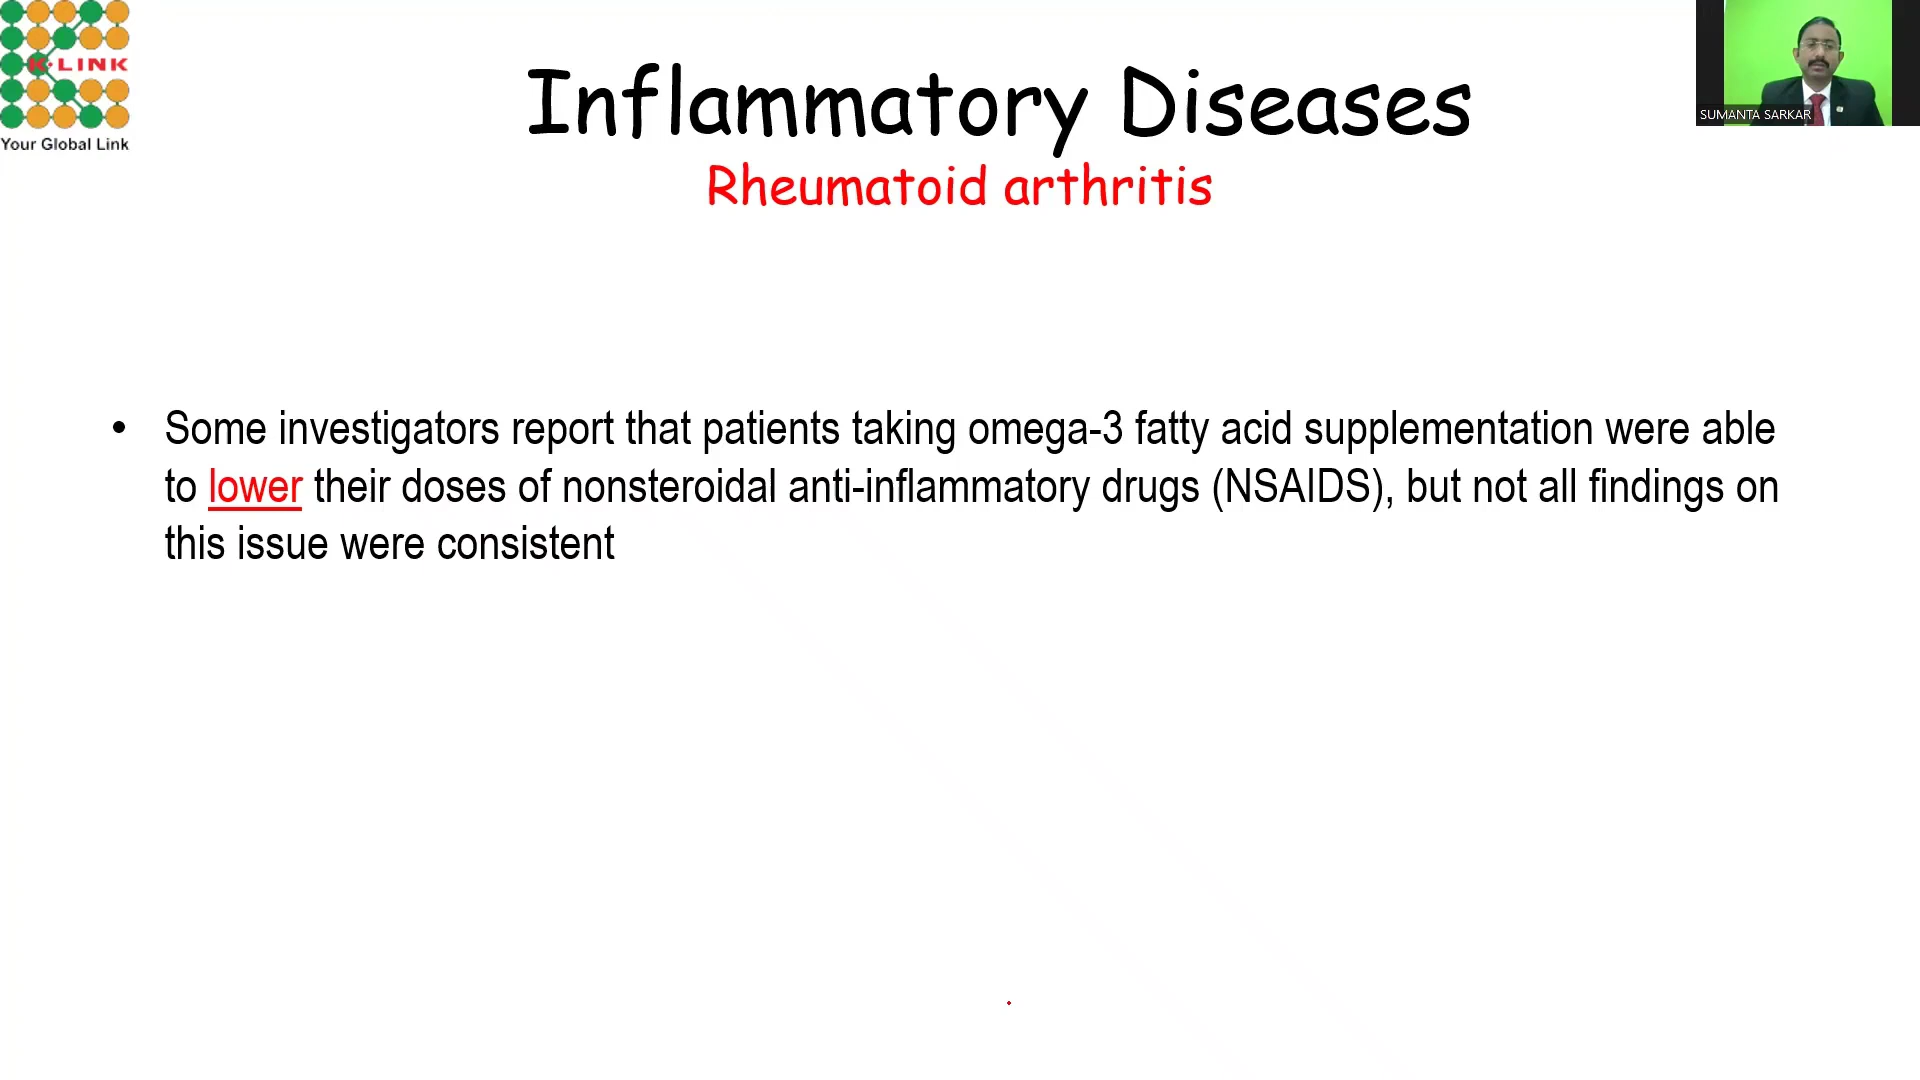 K-LINK
Your Global Link
Inflammatory Diseases
Rheumatoid arthritis
SUMANTA SARKAR
• Some investigators report that patients taking omega-3 fatty acid supplementation were able
to lower their doses of nonsteroidal anti-inflammatory drugs (NSAIDS), but not all findings on
this issue were consistent